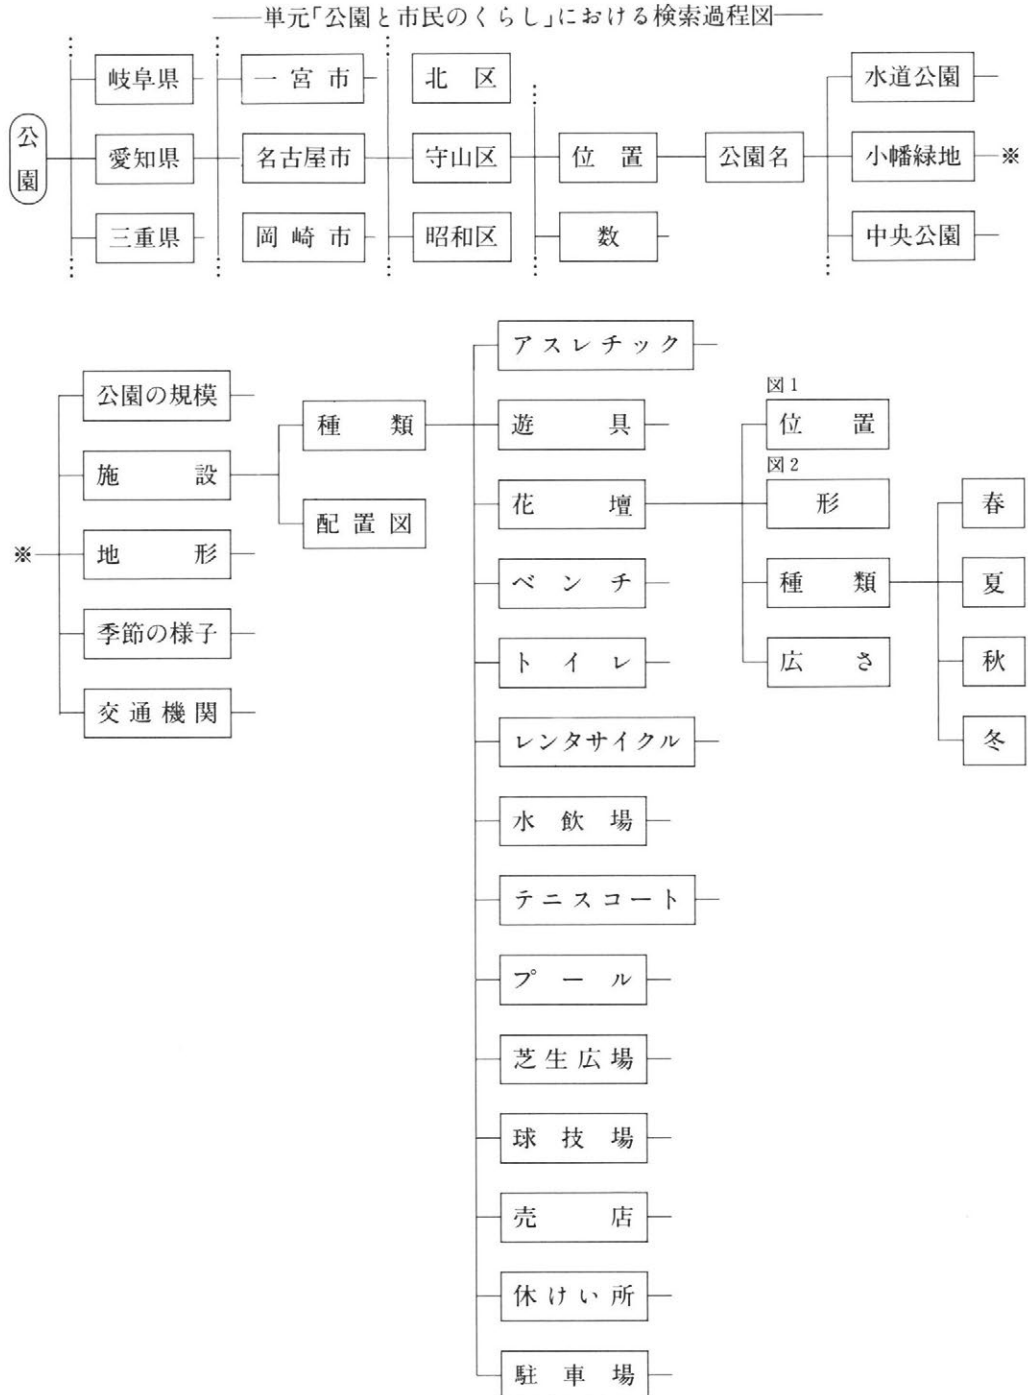 ——単元「公園と市民のくらし」における検索過程図——
公園
岐阜県
愛知県
三重県
一宮市
名古屋市
岡崎市
北区
守山区
昭和区
位置
数
公園名
水道公園
小幡緑地
中央公園
※
※
公園の規模
施設
地形
季節の様子
交通機関
種類
配置図
アスレチック
遊具
花壇
ベンチ
トイレ
レンタサイクル
水飲場
テニスコート
プール
芝生広場
球技場
売店
休けい所
駐車場
図1
位置
図2
形
種類
広さ
春
夏
秋
冬